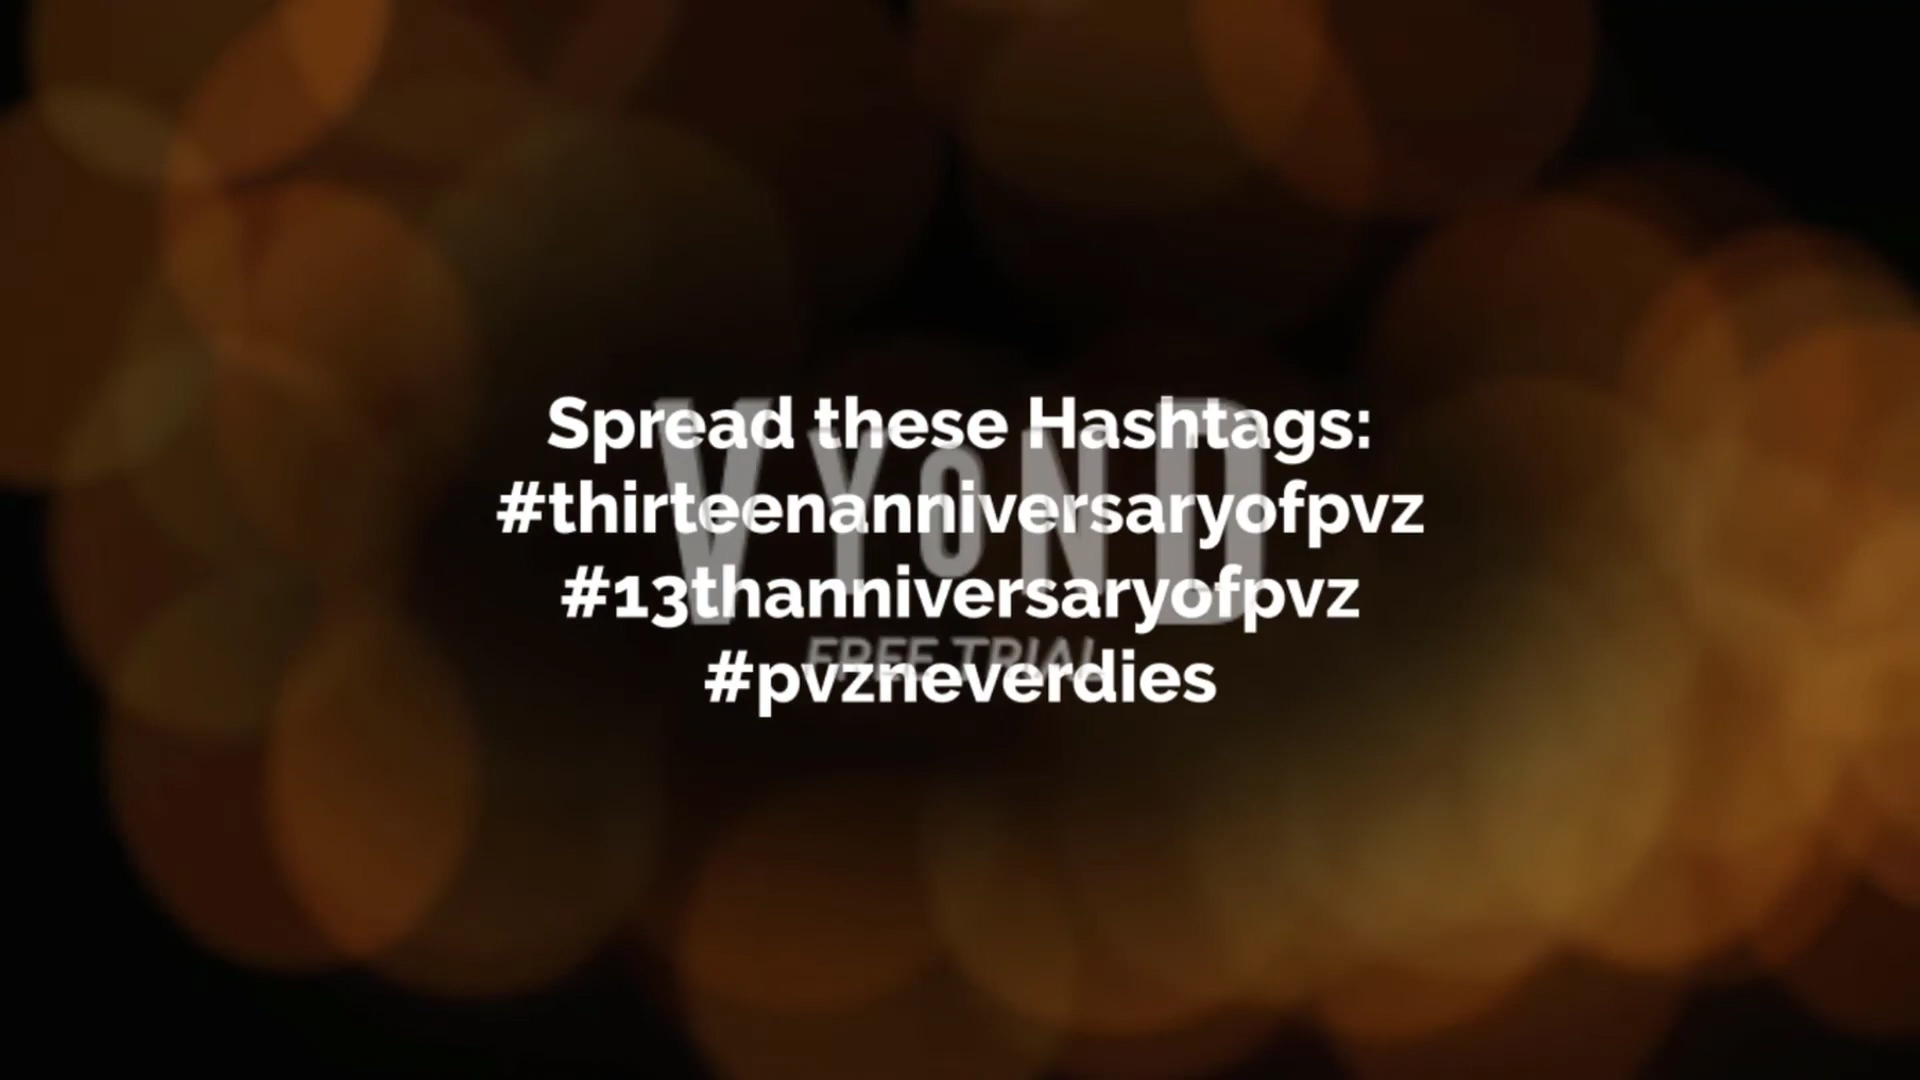 Spread these Hashtags:
#thirteenanniversaryofpvz
#13thanniversaryofpvz
#pvzneverdies
VYOND
FREE TRIAL